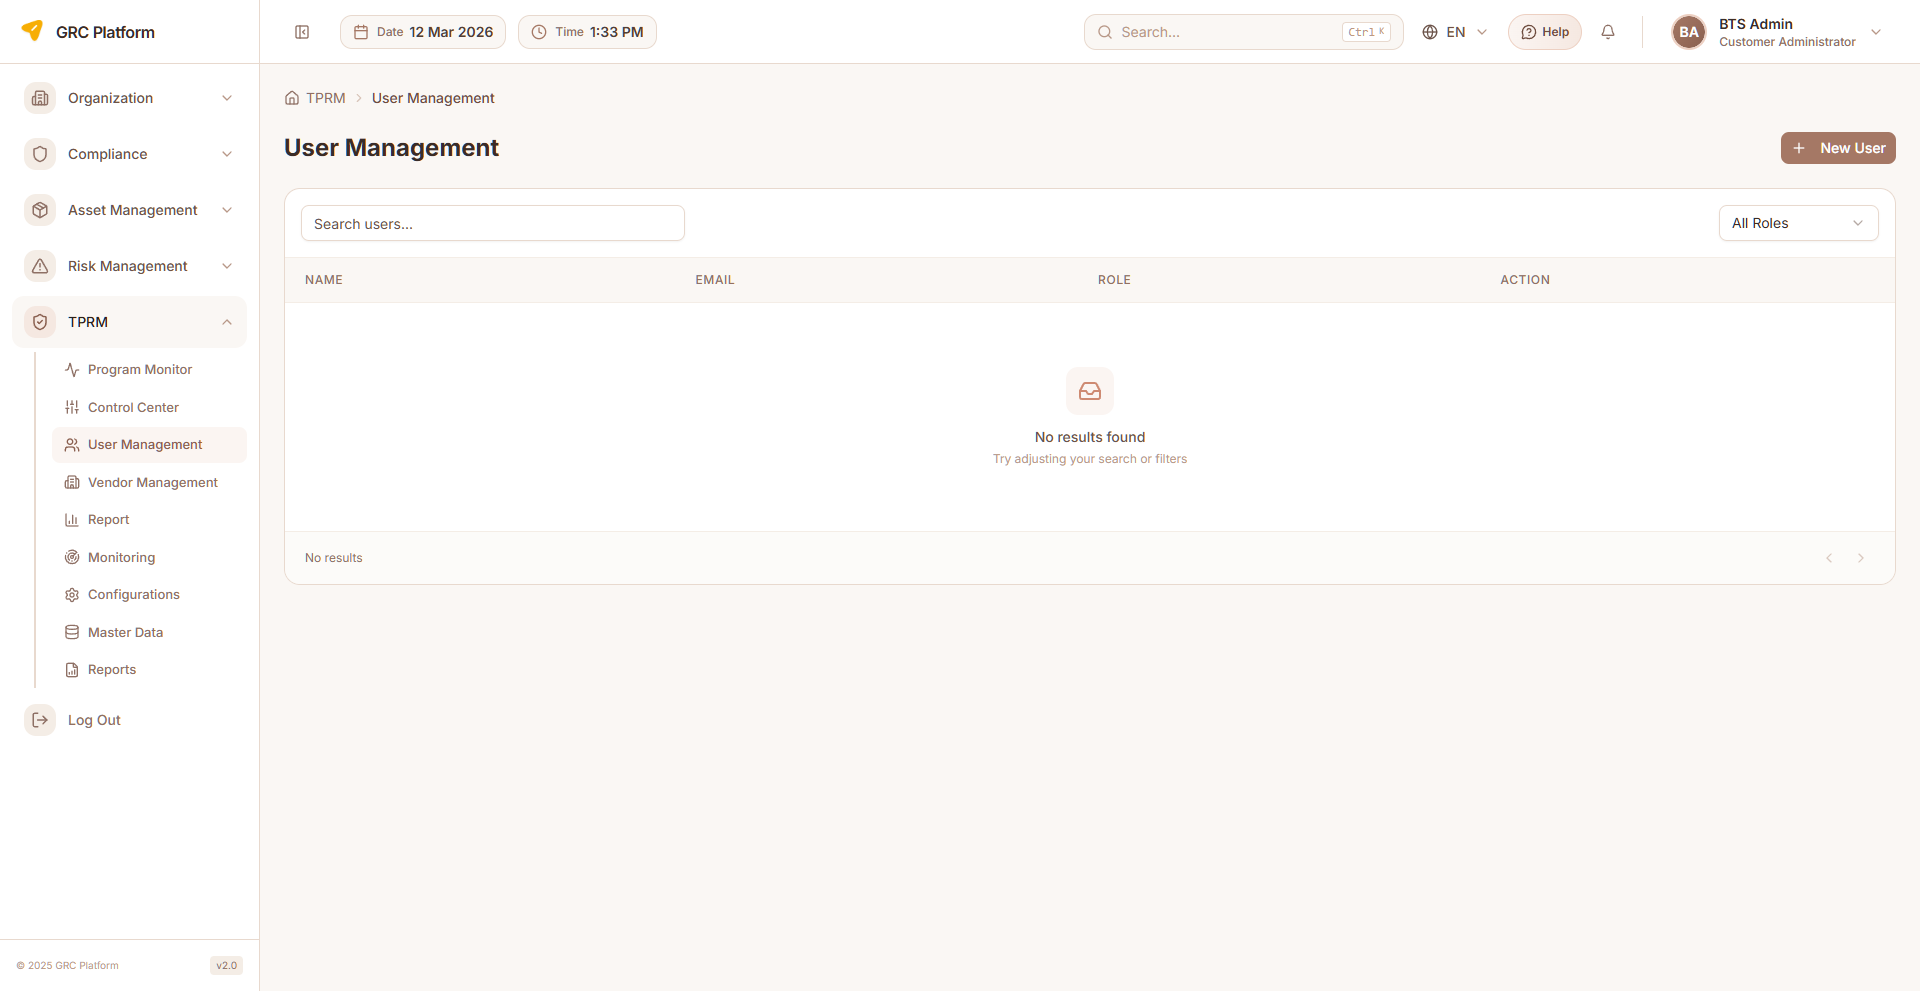 GRC Platform
Date 12 Mar 2026
Time 1:33 PM
Search...
Ctrl K
EN
Help
BA
BTS Admin
Customer Administrator
Organization
Compliance
Asset Management
Risk Management
TPRM
Program Monitor
Control Center
User Management
Vendor Management
Report
Monitoring
Configurations
Master Data
Reports
Log Out
© 2025 GRC Platform
v2.0
TPRM > User Management
User Management
+ New User
Search users...
All Roles
NAME EMAIL ROLE ACTION
No results found
Try adjusting your search or filters
No results